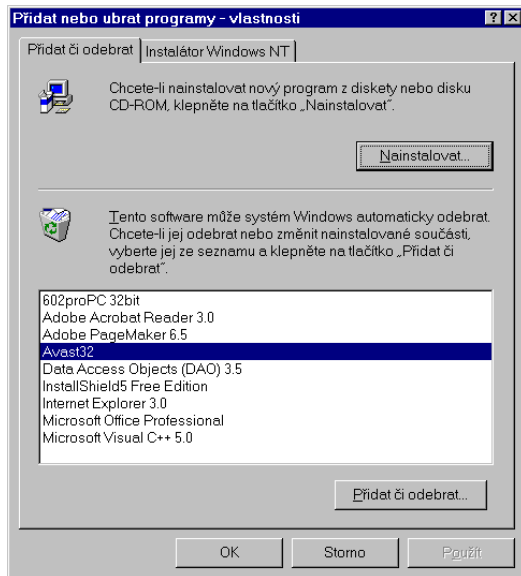 Přidat nebo ubrat programy - vlastnosti
Přidat či odebrat
Instalátor Windows NT
Chcete-li nainstalovat nový program z diskety nebo disku
CD-ROM, klepněte na tlačítko „Nainstalovat“.
Nainstalovat...
Tento software může systém Windows automaticky odebrat.
Chcete-li jej odebrat nebo změnit nainstalované součásti,
vyberte jej ze seznamu a klepněte na tlačítko „Přidat či
odebrat“.
602proPC 32bit
Adobe Acrobat Reader 3.0
Adobe PageMaker 6.5
Avast32
Data Access Objects (DAO) 3.5
InstallShield5 Free Edition
Internet Explorer 3.0
Microsoft Office Professional
Microsoft Visual C++ 5.0
Přidat či odebrat...
OK
Storno
Použít